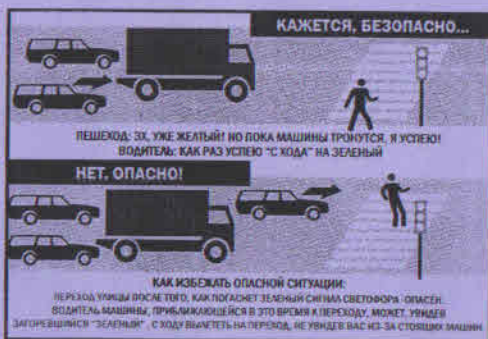 КАЖЕТСЯ, БЕЗОПАСНО...
ПЕШЕХОД: ЭХ, УЖЕ ЖЕЛТЫЙ! НО ПОКА МАШИНЫ ТРОНУТСЯ, Я УСПЕЮ!
ВОДИТЕЛЬ: КАК РАЗ УСПЕЮ "С ХОДА" НА ЗЕЛЕНЫЙ
НЕТ, ОПАСНО!
КАК ИЗБЕЖАТЬ ОПАСНОЙ СИТУАЦИИ:
ПЕРЕХОД УЛИЦЫ ПОСЛЕ ТОГО, КАК ПОГАСНЕТ ЗЕЛЕНЫЙ СИГНАЛ СВЕТОФОРА -ОПАСЕН.
ВОДИТЕЛЬ МАШИНЫ, ПРИБЛИЖАЮЩЕЙСЯ В ЭТО ВРЕМЯ К ПЕРЕХОДУ, МОЖЕТ, УВИДЕВ
ЗАГОРЕВШИЙСЯ "ЗЕЛЕНЫЙ", С ХОДУ ВЫЛЕТЕТЬ НА ПЕРЕХОД, НЕ УВИДЕВ ВАС ИЗ-ЗА СТОЯЩИХ МАШИН